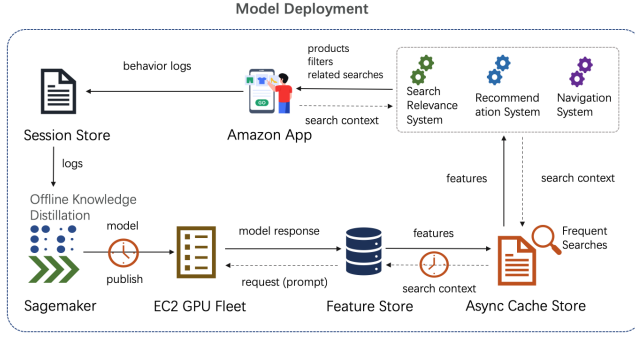 Model Deployment
behavior logs
products
filters
related searches
search context
Search
Relevance
System
Recommend
ation System
Navigation
System
Session Store
Amazon App
GO
logs
features
search context
Offline Knowledge
Distillation
model
publish
model response
request (prompt)
features
search context
Frequent
Searches
Sagemaker
EC2 GPU Fleet
Feature Store
Async Cache Store